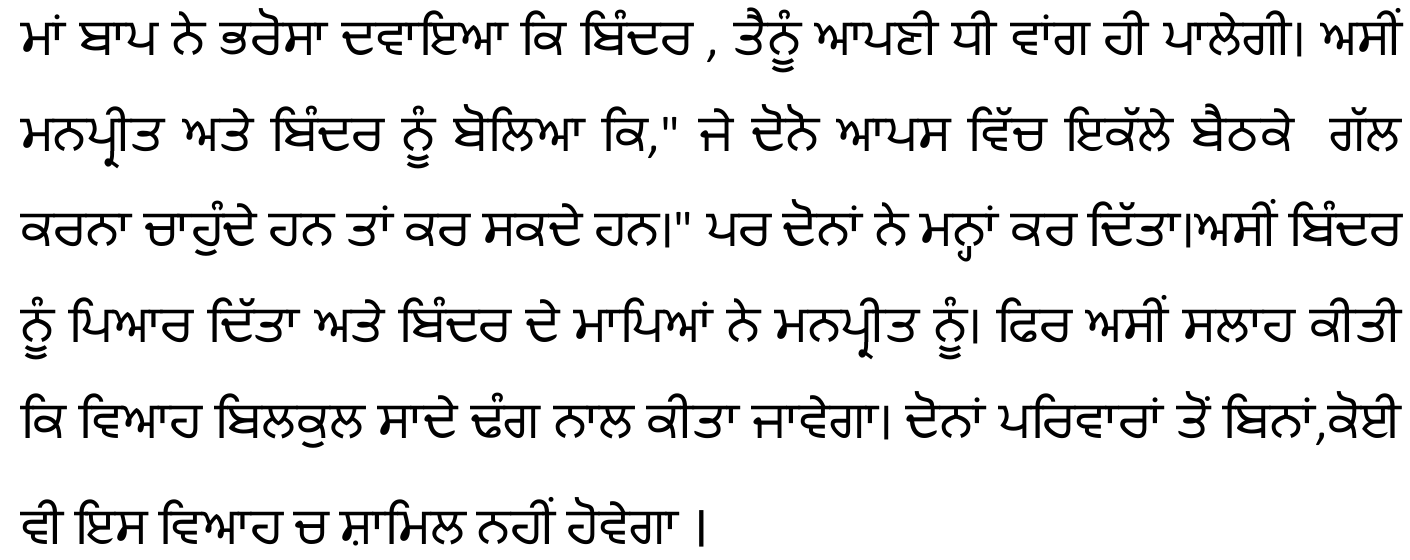 ਮਾਂ ਬਾਪ ਨੇ ਭਰੋਸਾ ਦਵਾਇਆ ਕਿ ਬਿੰਦਰ , ਤੈਨੂੰ ਆਪਣੀ ਧੀ ਵਾਂਗ ਹੀ ਪਾਲੇਗੀ। ਅਸੀਂ
ਮਨਪ੍ਰੀਤ ਅਤੇ ਬਿੰਦਰ ਨੂੰ ਬੋਲਿਆ ਕਿ," ਜੇ ਦੋਨੋ ਆਪਸ ਵਿੱਚ ਇਕੱਲੇ ਬੈਠਕੇ  ਗੱਲ
ਕਰਨਾ ਚਾਹੁੰਦੇ ਹਨ ਤਾਂ ਕਰ ਸਕਦੇ ਹਨ।" ਪਰ ਦੋਨਾਂ ਨੇ ਮਨ੍ਹਾਂ ਕਰ ਦਿੱਤਾ।ਅਸੀਂ ਬਿੰਦਰ
ਨੂੰ ਪਿਆਰ ਦਿੱਤਾ ਅਤੇ ਬਿੰਦਰ ਦੇ ਮਾਪਿਆਂ ਨੇ ਮਨਪ੍ਰੀਤ ਨੂੰ। ਫਿਰ ਅਸੀਂ ਸਲਾਹ ਕੀਤੀ
ਕਿ ਵਿਆਹ ਬਿਲਕੁਲ ਸਾਦੇ ਢੰਗ ਨਾਲ ਕੀਤਾ ਜਾਵੇਗਾ। ਦੋਨਾਂ ਪਰਿਵਾਰਾਂ ਤੋਂ ਬਿਨਾਂ,ਕੋਈ
ਵੀ ਇਸ ਵਿਆਹ ਚ ਸ਼ਾਮਿਲ ਨਹੀਂ ਹੋਵੇਗਾ ।